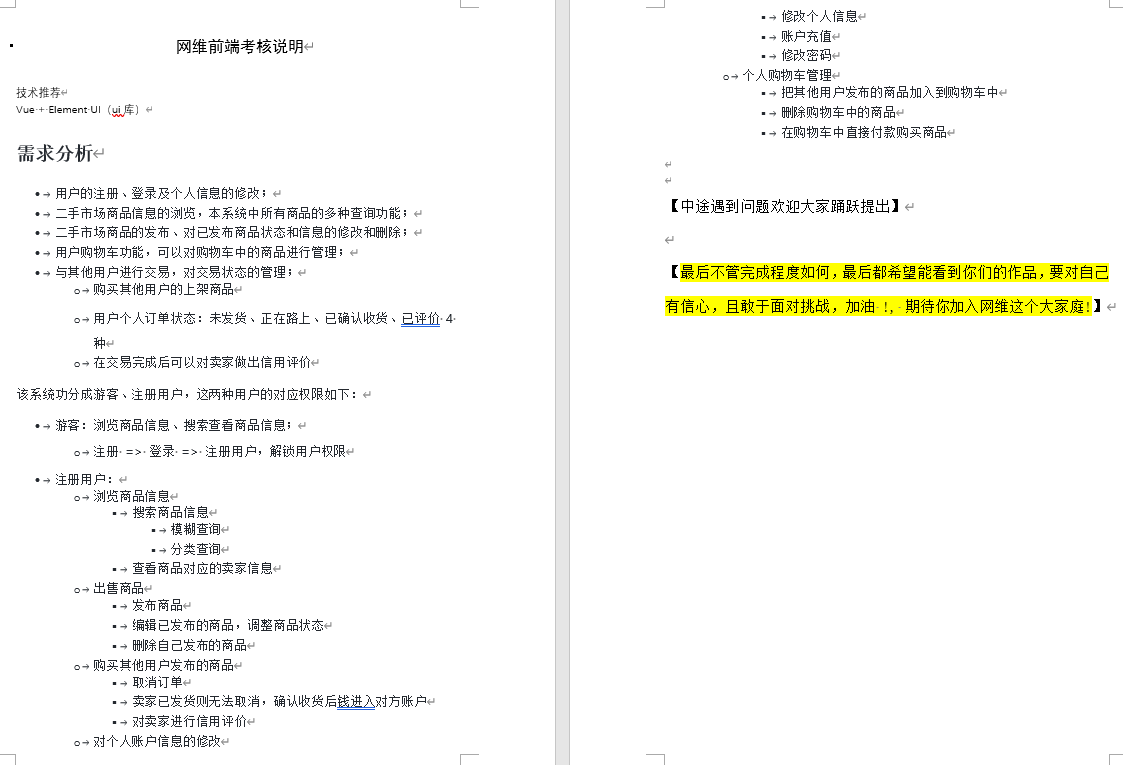 网维前端考核说明
技术推荐
Vue + Element UI（ui 库）
需求分析
用户的注册、登录及个人信息的修改；
二手市场商品信息的浏览，本系统中所有商品的多种查询功能；
二手市场商品的发布、对已发布商品状态和信息的修改和删除；
用户购物车功能，可以对购物车中的商品进行管理；
与其他用户进行交易，对交易状态的管理；
购买其他用户的上架商品
用户个人订单状态：未发货、正在路上、已确认收货、已评价 4
种
在交易完成后可以对卖家做出信用评价
该系统功分成游客、注册用户，这两种用户的对应权限如下：
游客：浏览商品信息、搜索查看商品信息；
注册 => 登录 => 注册用户，解锁用户权限
注册用户：
浏览商品信息
搜索商品信息
模糊查询
分类查询
查看商品对应的卖家信息
出售商品
发布商品
编辑已发布的商品，调整商品状态
删除自己发布的商品
购买其他用户发布的商品
取消订单
卖家已发货则无法取消，确认收货后钱进入对方账户
对卖家进行信用评价
对个人账户信息的修改
修改个人信息
账户充值
修改密码
个人购物车管理
把其他用户发布的商品加入到购物车中
删除购物车中的商品
在购物车中直接付款购买商品
【中途遇到问题欢迎大家踊跃提出】
【最后不管完成程度如何，最后都希望能看到你们的作品，要对自己
有信心，且敢于面对挑战，加油 !， 期待你加入网维这个大家庭!】